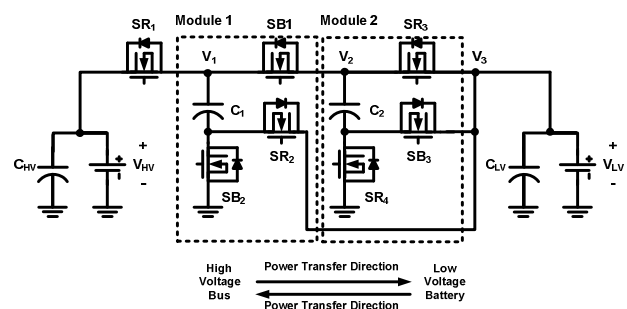 Module 1
SB1
Module 2
SR1
SR3
V1
V2
V3
C1
C2
SR2
SB3
CHV
+
VHV
-
SB2
SR4
CLV
+
VLV
-
High Voltage Bus
Power Transfer Direction
Low Voltage Battery
Power Transfer Direction